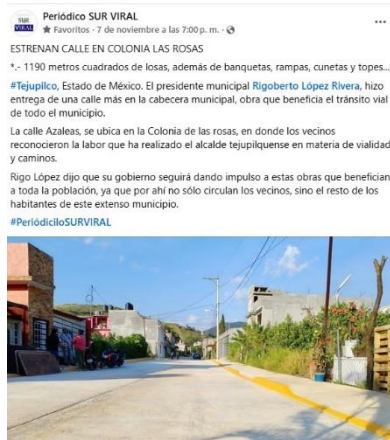 SUR
VIRAL
Periódico SUR VIRAL
Favoritos · 7 de noviembre a las 7:00 p. m. ·
ESTRENAN CALLE EN COLONIA LAS ROSAS
*.- 1190 metros cuadrados de losas, además de banquetas, rampas, cunetas y topes...
#Tejupilco, Estado de México. El presidente municipal Rigoberto López Rivera, hizo
entrega de una calle más en la cabecera municipal, obra que beneficia el tránsito vial
de todo el municipio.
La calle Azaleas, se ubica en la Colonia de las rosas, en donde los vecinos
reconocieron la labor que ha realizado el alcalde tejupilquense en materia de vialidad
y caminos.
Rigo López dijo que su gobierno seguirá dando impulso a estas obras que benefician
a toda la población, ya que por ahí no sólo circulan los vecinos, sino el resto de los
habitantes de este extenso municipio.
#PeriódiciloSURVIRAL